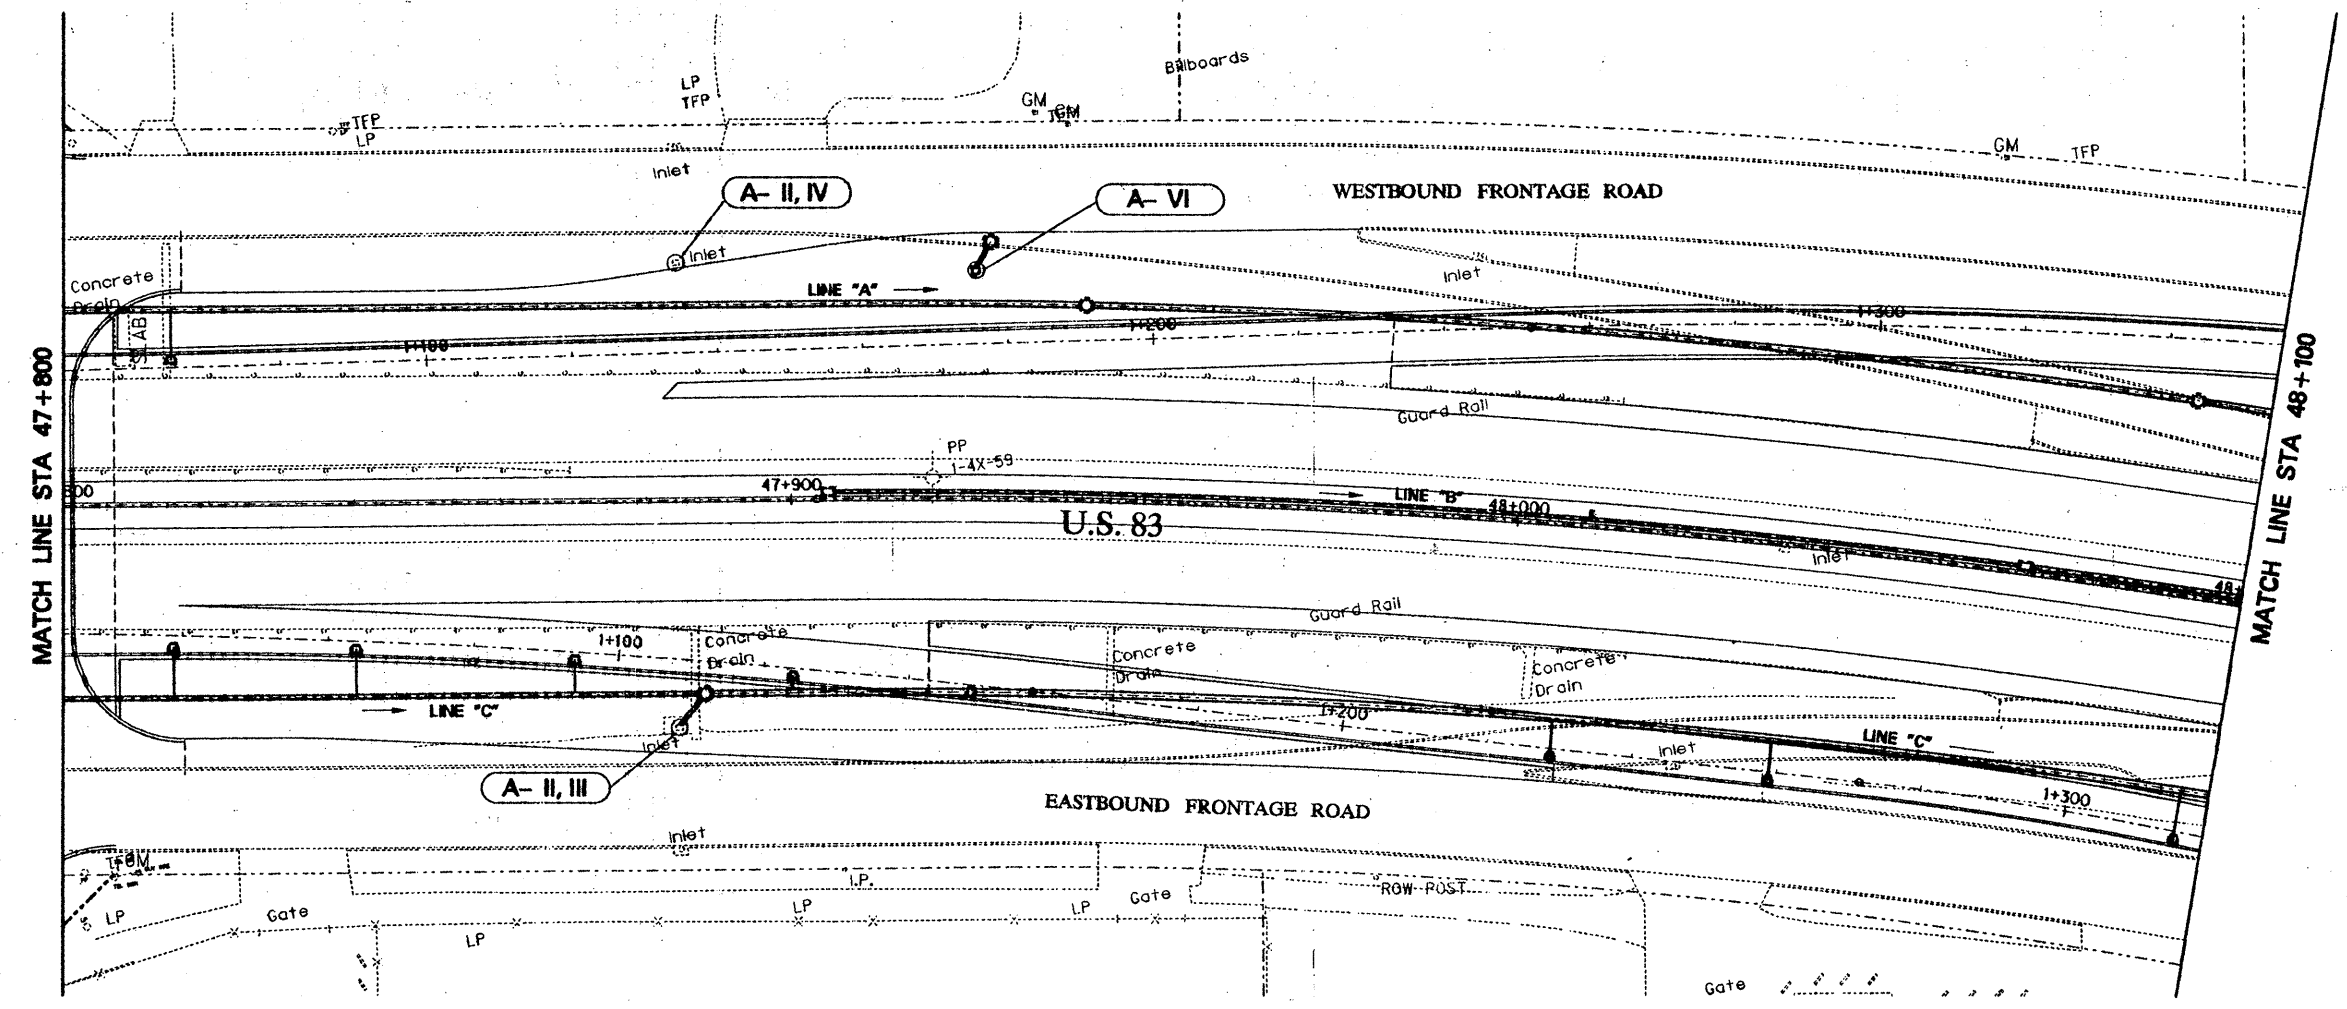 Billboards
LP
TFP
GM
GM
TFP
LP
GM
TFP
Inlet
A- II, IV
A- VI
WESTBOUND FRONTAGE ROAD
Inlet
Concrete
Drain
Inlet
LINE "A"
SLAB
1+100
1+200
1+300
Guard Rail
MATCH LINE STA 47+800
MATCH LINE STA 48+100
PP
1-4X-59
47+900
LINE "B"
48+000
U.S. 83
Inlet
Guard Rail
1+100
Concrete
Drain
Concrete
Drain
Concrete
Drain
LINE "C"
1+200
Inlet
LINE "C"
Inlet
A- II, III
1+300
EASTBOUND FRONTAGE ROAD
Inlet
LP
Gate
LP
LP
LP
Gate
ROW POST
Gate